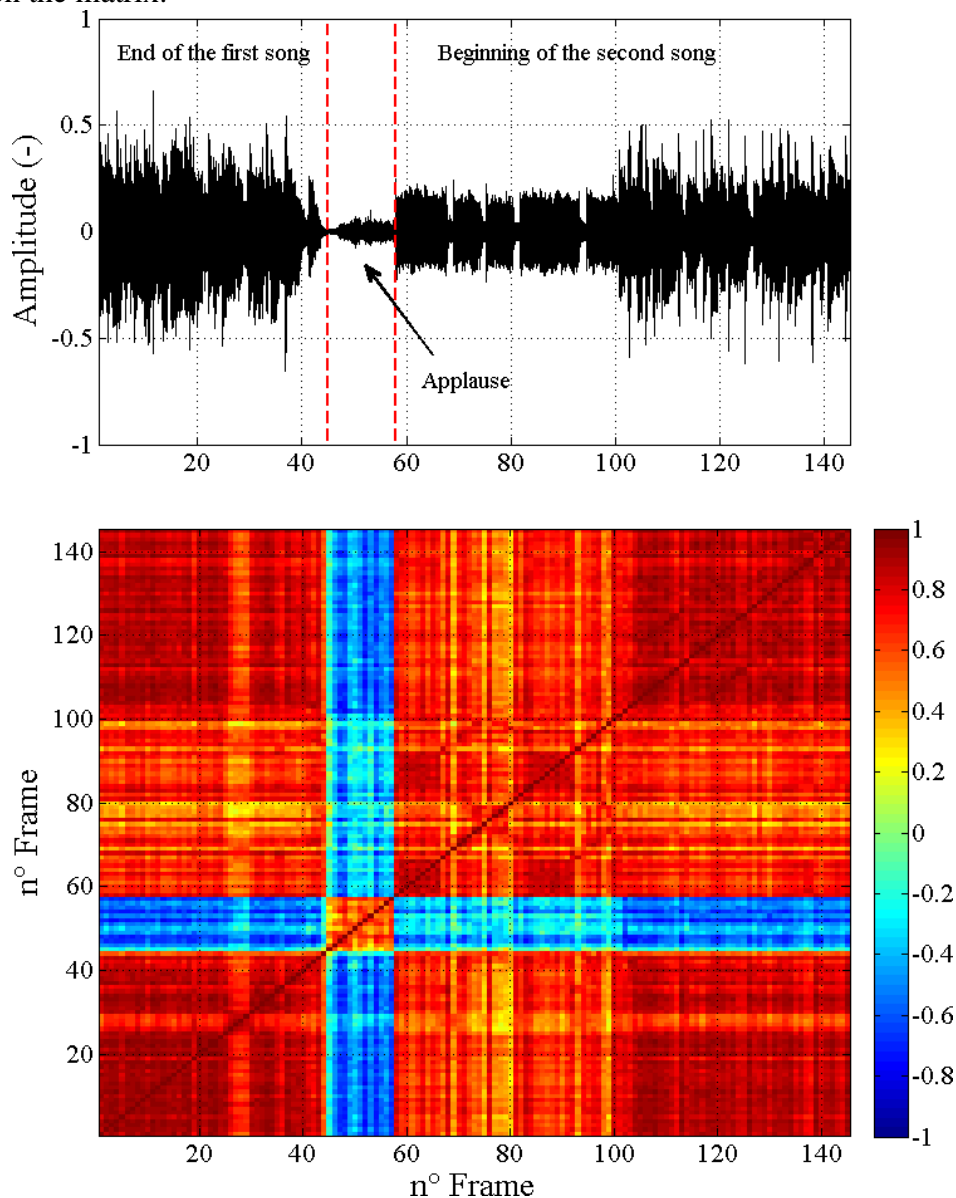 on the matrix.
1
End of the first song
Beginning of the second song
0.5
Amplitude (-)
0
-0.5
Applause
-1
20 40 60 80 100 120 140
140
120
100
80
60
40
20
n° Frame
1
0.8
0.6
0.4
0.2
0
-0.2
-0.4
-0.6
-0.8
-1
20 40 60 80 100 120 140
n° Frame